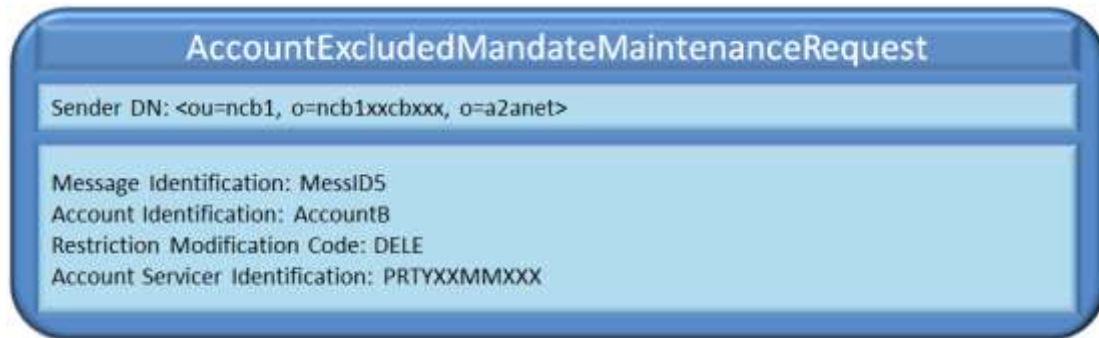 AccountExcludedMandateMaintenanceRequest
Sender DN: <ou=ncb1, o=ncb1xxcbxxx, o=a2anet>
Message Identification: MessID5
Account Identification: AccountB
Restriction Modification Code: DELE
Account Servicer Identification: PRTYXXMMXXX